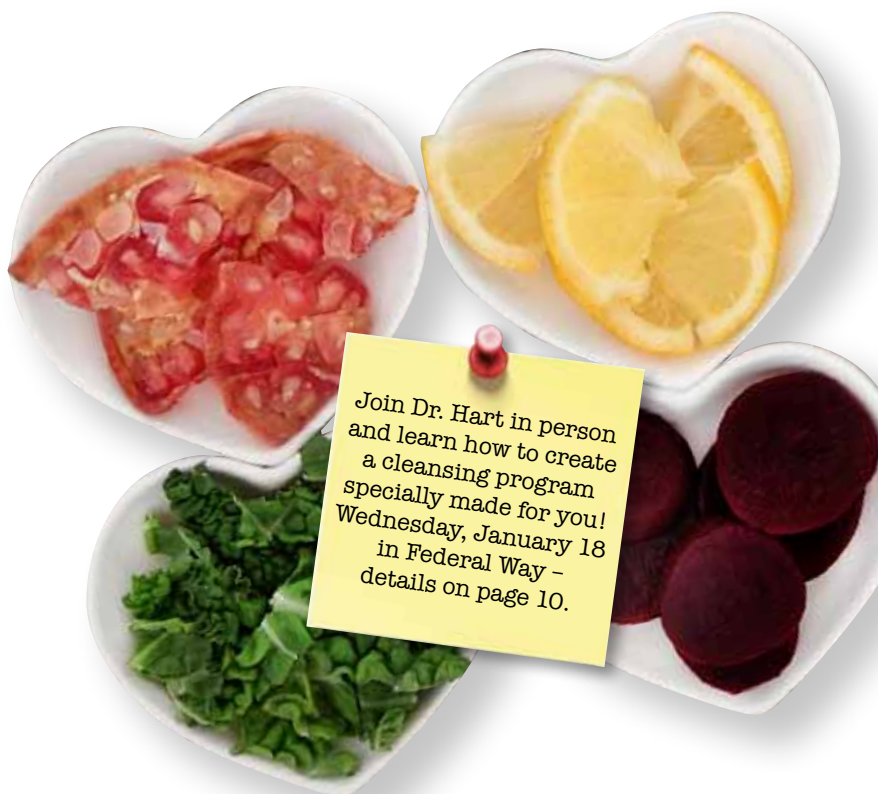 Join Dr. Hart in person
and learn how to create
a cleansing program
specially made for you!
Wednesday, January 18
in Federal Way –
details on page 10.